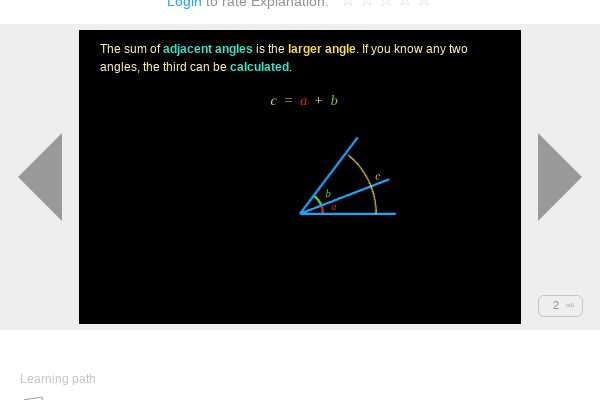 Login to rate Explanation:
The sum of adjacent angles is the larger angle. If you know any two
angles, the third can be calculated.
c = a + b
c
b
a
2
Learning path